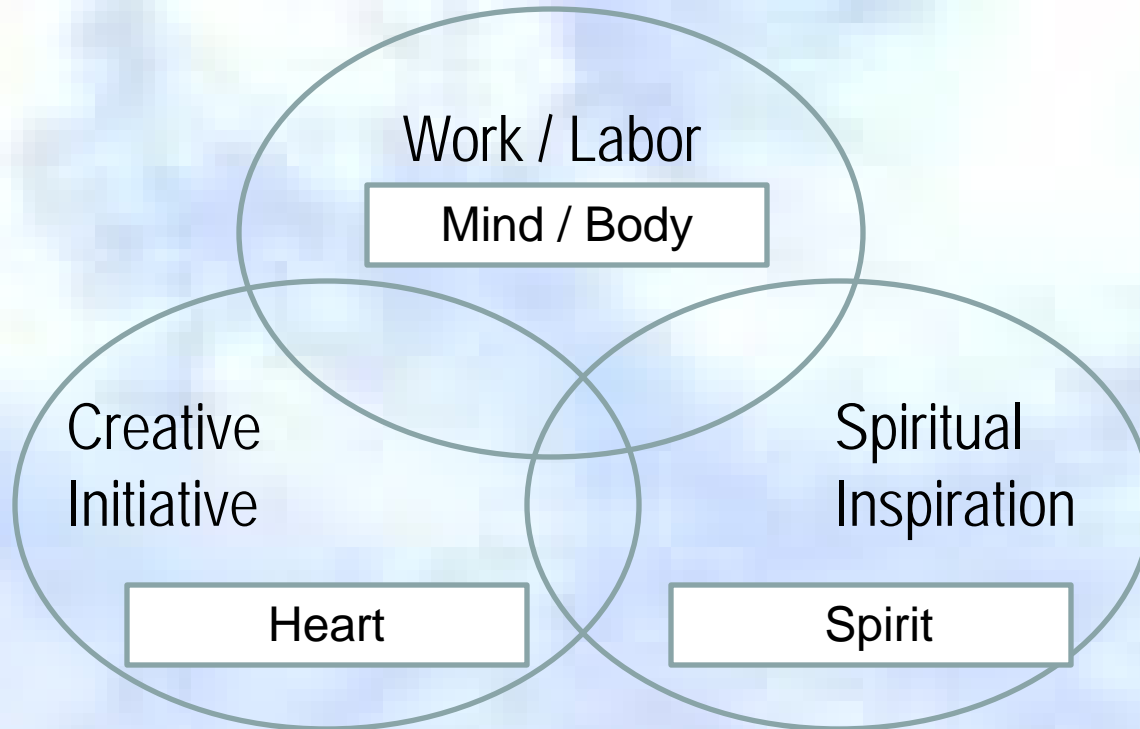 Work / Labor
Mind / Body
Creative
Initiative
Heart
Spiritual
Inspiration
Spirit